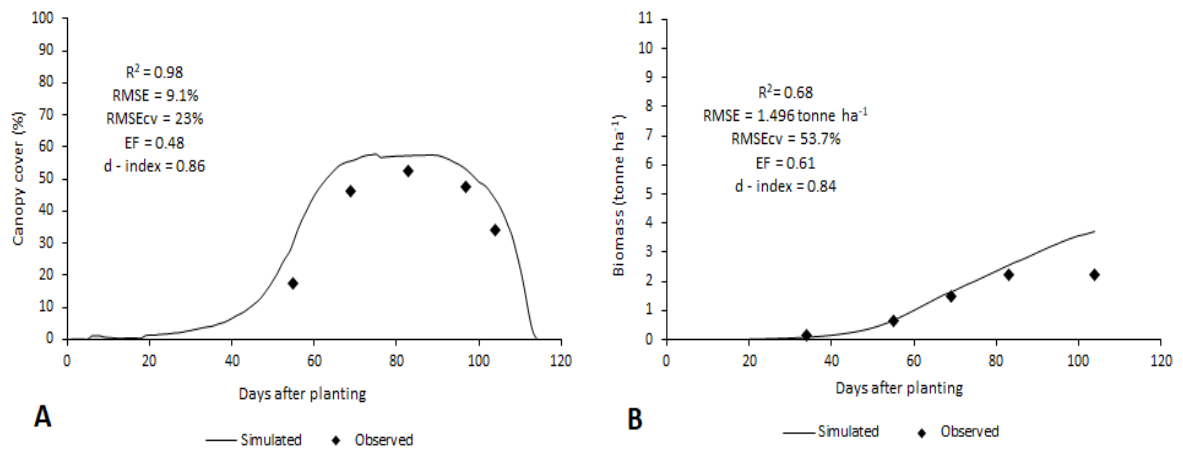 100
90
80
70
60
50
40
30
20
10
0
Canopy cover (%)
R² = 0.98
RMSE = 9.1%
RMSEcv = 23%
EF = 0.48
d - index = 0.86
0 20 40 60 80 100 120
Days after planting
A
Simulated Observed
11
10
9
8
7
6
5
4
3
2
1
0
Biomass (tonne ha⁻¹)
R² = 0.68
RMSE = 1.496 tonne ha⁻¹
RMSEcv = 53.7%
EF = 0.61
d - index = 0.84
0 20 40 60 80 100 120
Days after planting
B
Simulated Observed